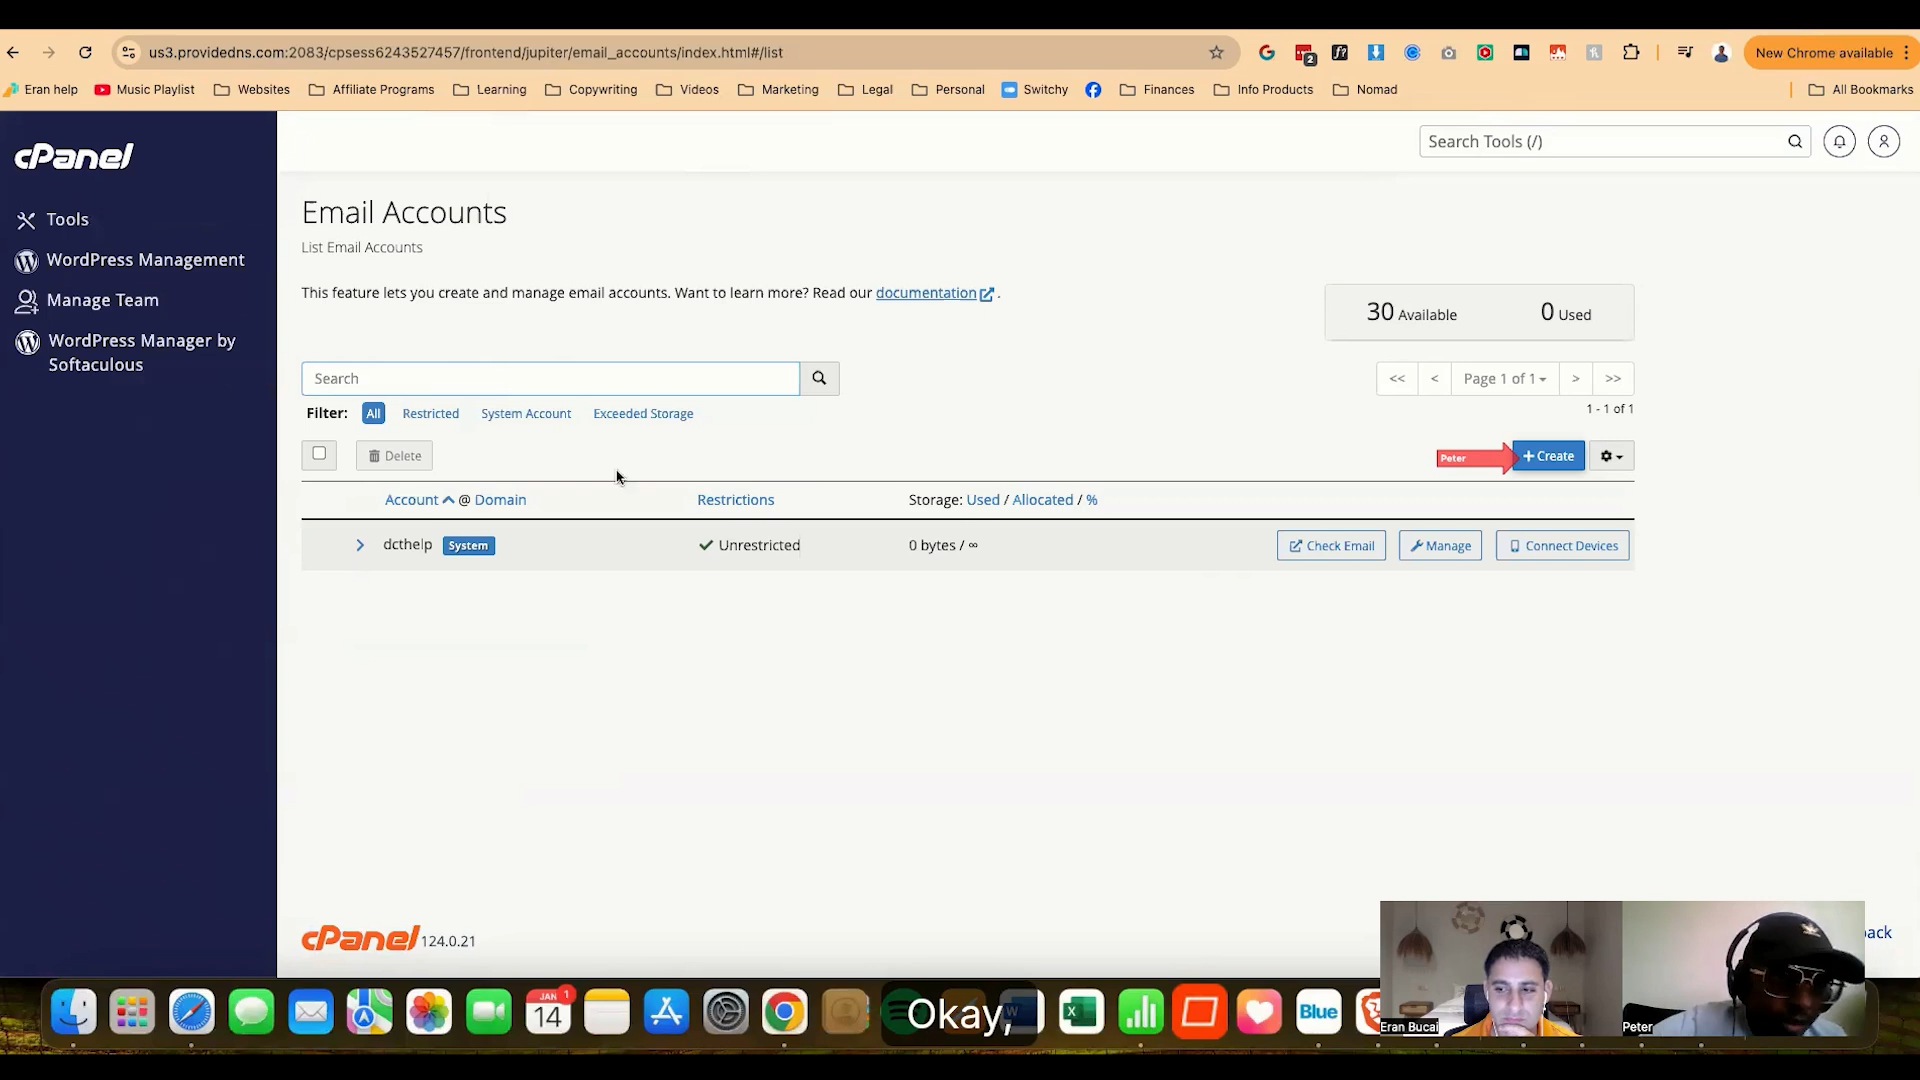 us3.providedns.com:2083/cpsess6243527457/frontend/jupiter/email_accounts/index.html#/list
2
New Chrome available
Eran help
Music Playlist
Websites
Affiliate Programs
Learning
Copywriting
Videos
Marketing
Legal
Personal
Switchy
Finances
Info Products
Nomad
All Bookmarks
cPanel
Search Tools (/)
Tools
WordPress Management
Manage Team
WordPress Manager by
Softaculous
Email Accounts
List Email Accounts
This feature lets you create and manage email accounts. Want to learn more? Read our documentation .
30 Available 0 Used
Search
<< < Page 1 of 1 > >>
1 - 1 of 1
Filter: All Restricted System Account Exceeded Storage
Delete
Peter
+ Create
Account @ Domain Restrictions Storage: Used / Allocated / %
dcthelp System Unrestricted 0 bytes / ∞ Check Email Manage Connect Devices
cPanel 124.0.21
back
JAN 1
14
Okay,
Blue
Eran Bucai
Peter